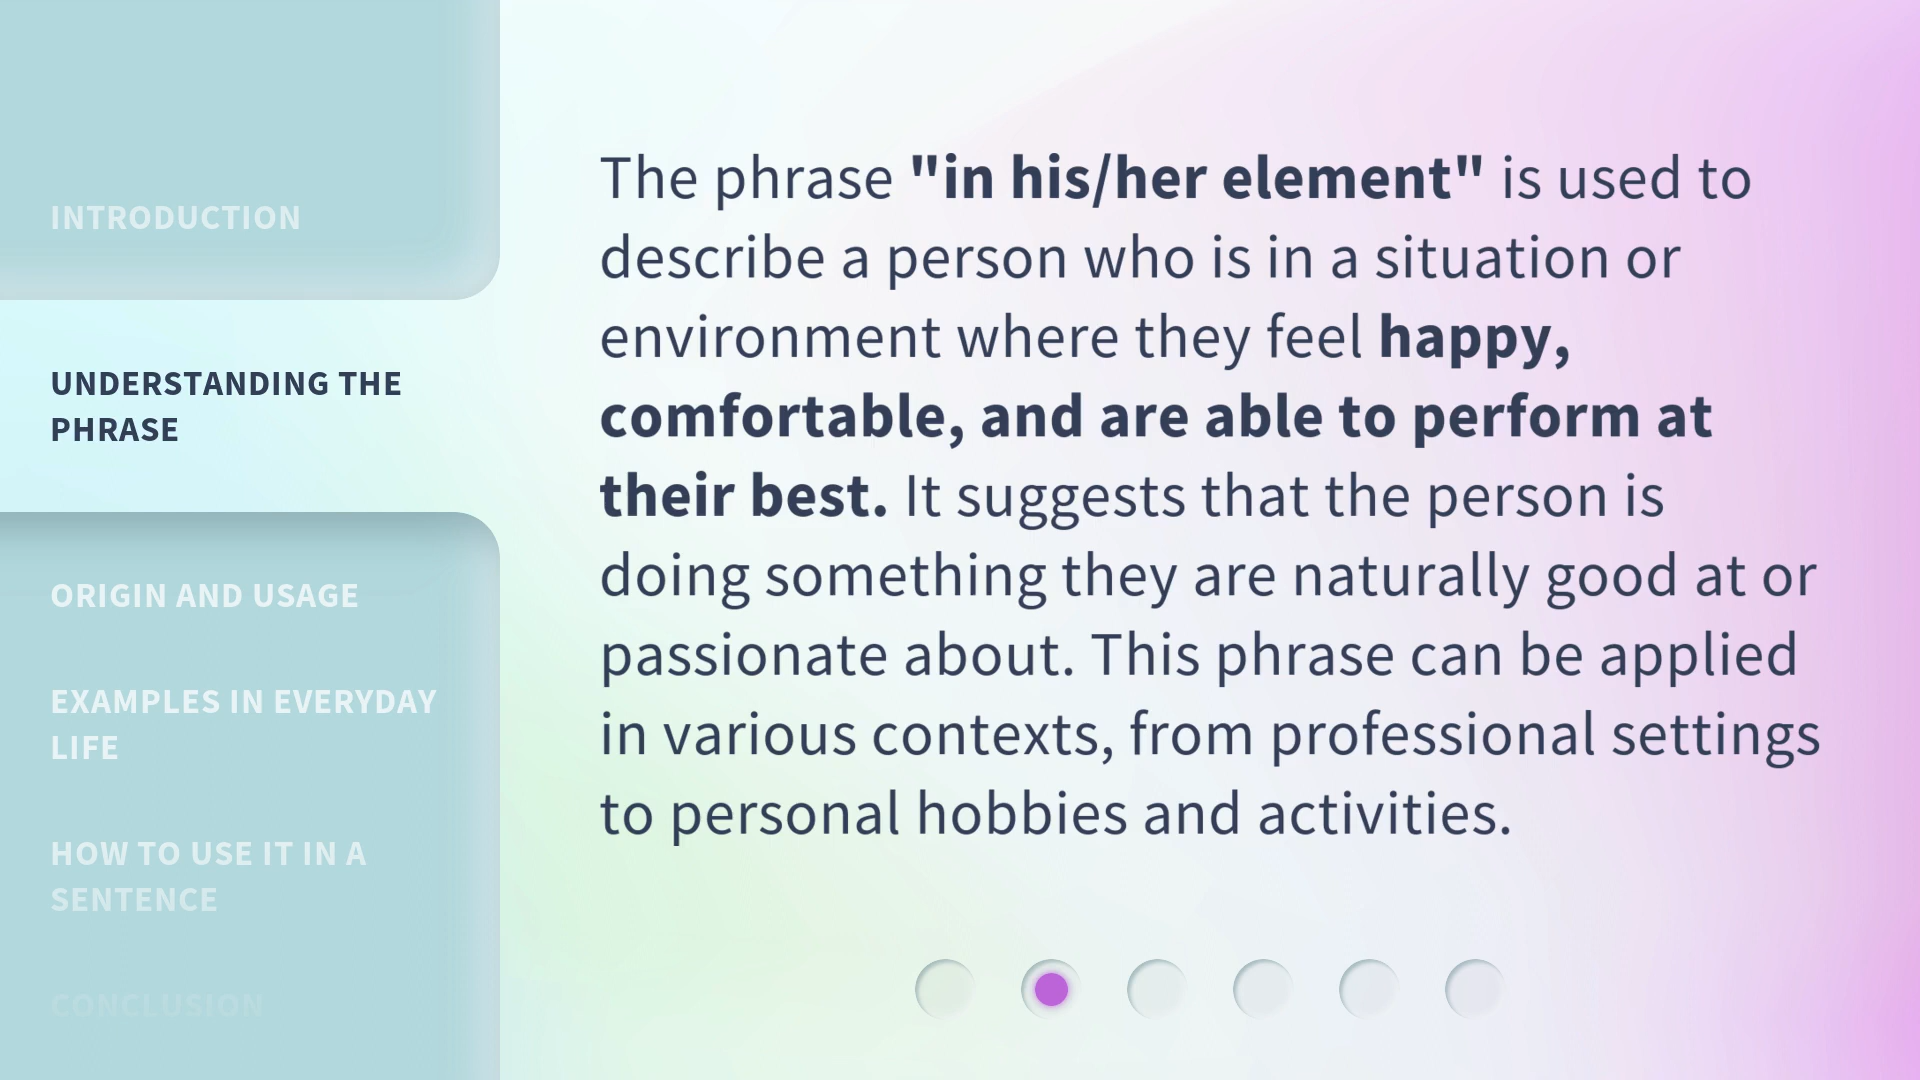 INTRODUCTION
UNDERSTANDING THE
PHRASE
ORIGIN AND USAGE
EXAMPLES IN EVERYDAY
LIFE
HOW TO USE IT IN A
SENTENCE
CONCLUSION
The phrase "in his/her element" is used to
describe a person who is in a situation or
environment where they feel happy,
comfortable, and are able to perform at
their best. It suggests that the person is
doing something they are naturally good at or
passionate about. This phrase can be applied
in various contexts, from professional settings
to personal hobbies and activities.